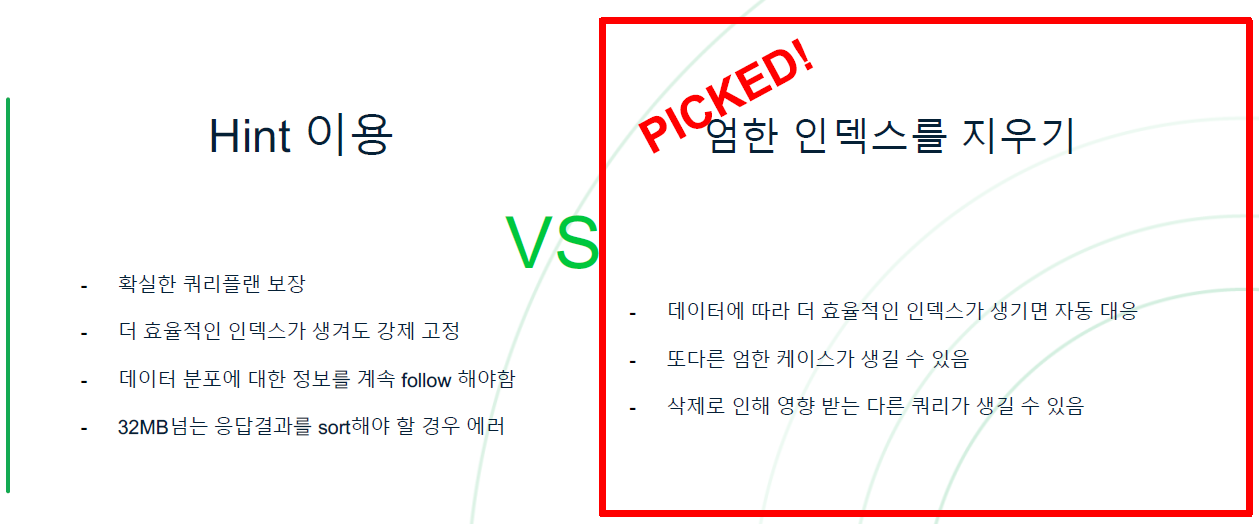 Hint 이용
- 확실한 쿼리플랜 보장
- 더 효율적인 인덱스가 생겨도 강제 고정
- 데이터 분포에 대한 정보를 계속 follow 해야함
- 32MB넘는 응답결과를 sort해야 할 경우 에러
VS
PICKED!
엄한 인덱스를 지우기
- 데이터에 따라 더 효율적인 인덱스가 생기면 자동 대응
- 또다른 엄한 케이스가 생길 수 있음
- 삭제로 인해 영향 받는 다른 쿼리가 생길 수 있음